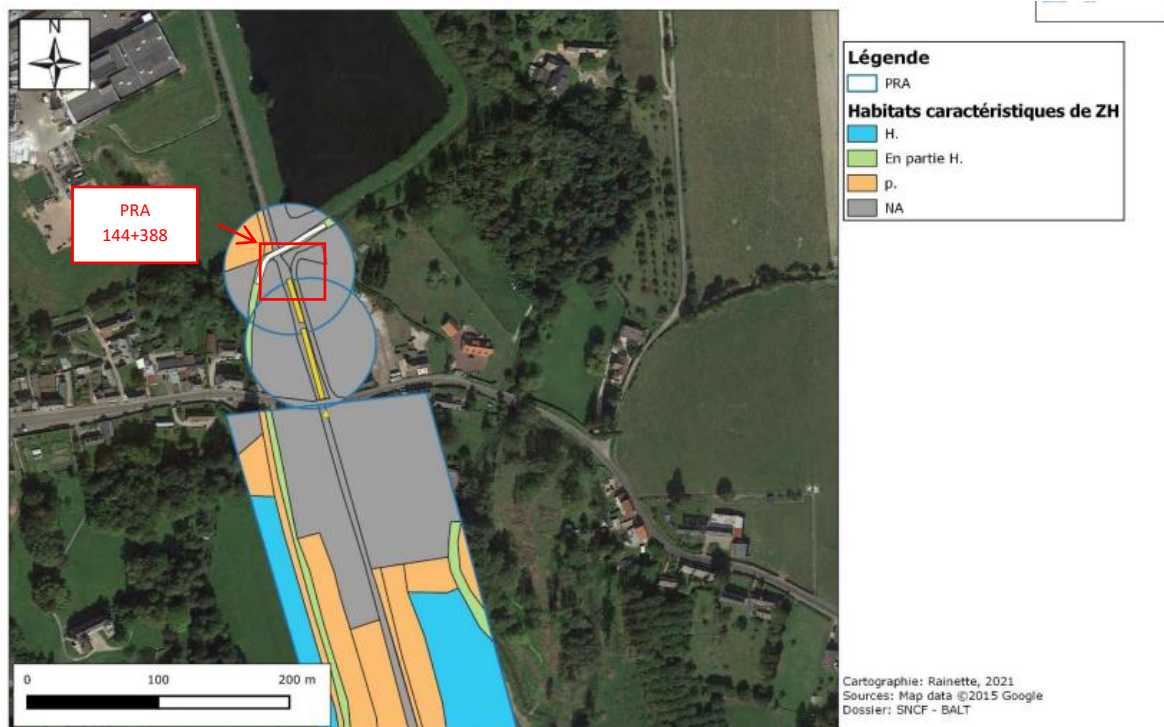 N
PRA
144+388
0 100 200 m
Légende
PRA
Habitats caractéristiques de ZH
H.
En partie H.
p.
NA
Cartographie: Rainette, 2021
Sources: Map data ©2015 Google
Dossier: SNCF - BALT